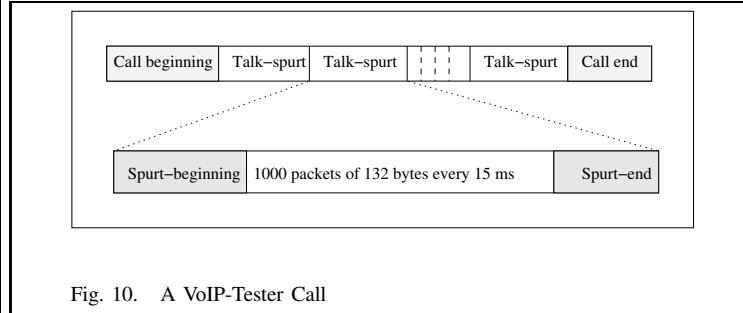 Call beginning Talk−spurt Talk−spurt Talk−spurt Call end
Spurt−beginning 1000 packets of 132 bytes every 15 ms Spurt−end
Fig. 10. A VoIP-Tester Call